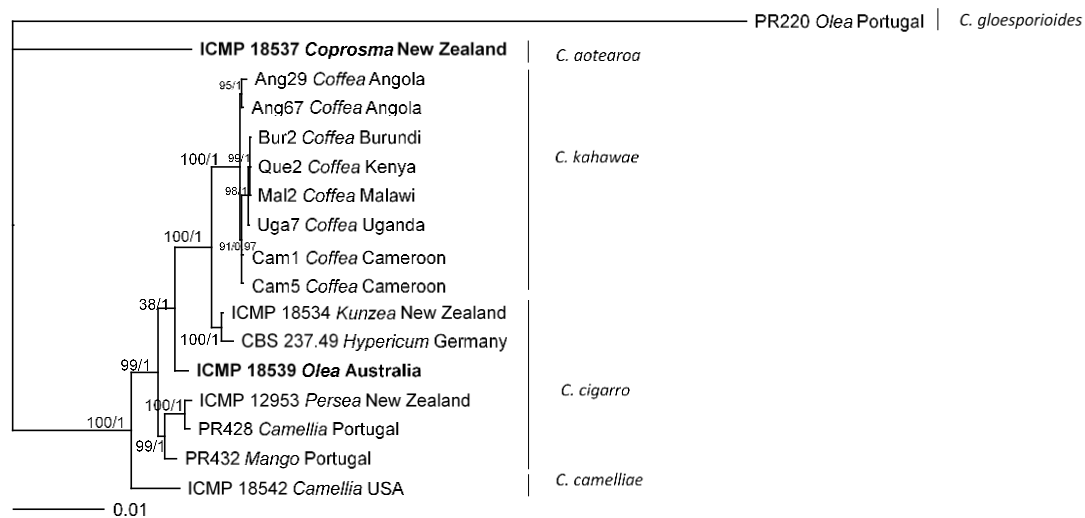 PR220 Olea Portugal C. gloesporioides
ICMP 18537 Coprosma New Zealand C. aotearoa
95/1 Ang29 Coffea Angola
Ang67 Coffea Angola
Bur2 Coffea Burundi
100/1 99/1 Que2 Coffea Kenya C. kahawae
98/1 Mal2 Coffea Malawi
Uga7 Coffea Uganda
100/1 91/0.97 Cam1 Coffea Cameroon
Cam5 Coffea Cameroon
38/1 ICMP 18534 Kunzea New Zealand
100/1 CBS 237.49 Hypericum Germany
99/1 ICMP 18539 Olea Australia C. cigarro
100/1 ICMP 12953 Persea New Zealand
100/1 PR428 Camellia Portugal
99/1 PR432 Mango Portugal
ICMP 18542 Camellia USA C. camelliae
0.01